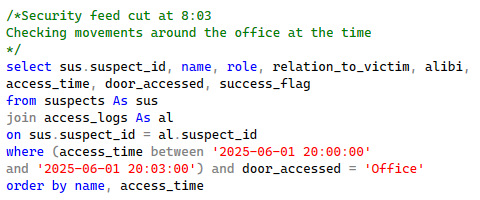 /*Security feed cut at 8:03
Checking movements around the office at the time
*/
select sus.suspect_id, name, role, relation_to_victim, alibi,
access_time, door_accessed, success_flag
from suspects As sus
join access_logs As al
on sus.suspect_id = al.suspect_id
where (access_time between '2025-06-01 20:00:00'
and '2025-06-01 20:03:00') and door_accessed = 'Office'
order by name, access_time